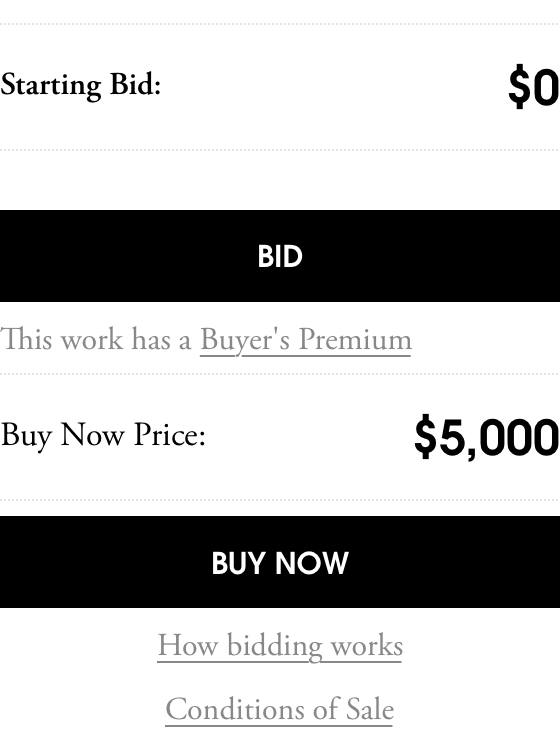 Starting Bid: $0
BID
This work has a Buyer's Premium
Buy Now Price: $5,000
BUY NOW
How bidding works
Conditions of Sale